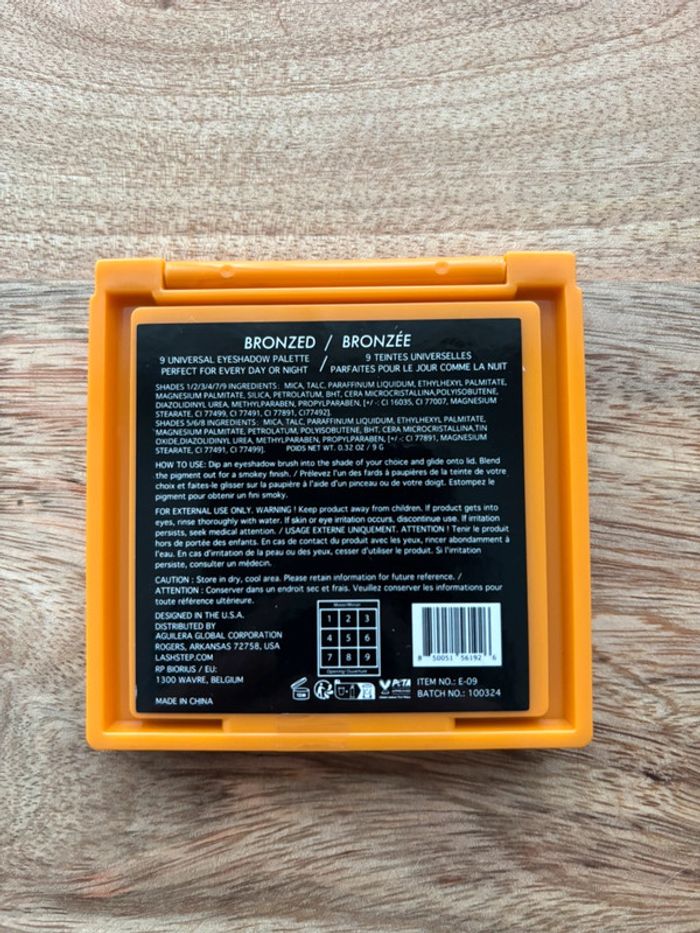 BRONZED / BRONZÉE
9 UNIVERSAL EYESHADOW PALETTE
PERFECT FOR EVERY DAY OR NIGHT
/
9 TEINTES UNIVERSELLES
PARFAITES POUR LE JOUR COMME LA NUIT
SHADES 1/2/3/4/7/9 INGREDIENTS: MICA, TALC, PARAFFINUM LIQUIDUM, ETHYLHEXYL PALMITATE,
MAGNESIUM PALMITATE, SILICA, PETROLATUM, BHT, CERA MICROCRISTALLINA,POLYISOBUTENE,
DIAZOLIDINYL UREA, METHYLPARABEN, PROPYLPARABEN, [+/ -: CI 16035, CI 77007, MAGNESIUM
STEARATE, CI 77499, CI 77491, CI 77891, CI77492].
SHADES 5/6/8 INGREDIENTS: MICA, TALC, PARAFFINUM LIQUIDUM, ETHYLHEXYL PALMITATE,
MAGNESIUM PALMITATE, PETROLATUM, POLYISOBUTENE, BHT, CERA MICROCRISTALLINA,TIN
OXIDE,DIAZOLIDINYL UREA, METHYLPARABEN, PROPYLPARABEN, [+/ -: CI 77891, MAGNESIUM
STEARATE, CI 77491, CI 77499]. POIDS NET WT. 0.32 OZ / 9 G
HOW TO USE: Dip an eyeshadow brush into the shade of your choice and glide onto lid. Blend
the pigment out for a smokey finish. / Prélevez l'un des fards à paupières de la teinte de votre
choix et faites-le glisser sur la paupière à l'aide d'un pinceau ou de votre doigt. Estompez le
pigment pour obtenir un fini smoky.
FOR EXTERNAL USE ONLY. WARNING ! Keep product away from children. If product gets into
eyes, rinse thoroughly with water. If skin or eye irritation occurs, discontinue use. If irritation
persists, seek medical attention. / USAGE EXTERNE UNIQUEMENT. ATTENTION ! Tenir le produit
hors de portée des enfants. En cas de contact du produit avec les yeux, rincer abondamment à
l'eau. En cas d'irritation de la peau ou des yeux, cesser d'utiliser le produit. Si l'irritation
persiste, consulter un médecin.
CAUTION : Store in dry, cool area. Please retain information for future reference. /
ATTENTION : Conserver dans un endroit sec et frais. Veuillez conserver les informations pour
toute référence ultérieure.
DESIGNED IN THE U.S.A.
DISTRIBUTED BY
AGUILERA GLOBAL CORPORATION
ROGERS, ARKANSAS 72758, USA
LASHSTEP.COM
RP BIORIUS / EU:
1300 WAVRE, BELGIUM
MADE IN CHINA
Mirror/Miroir
1 2 3
4 5 6
7 8 9
Opening/Ouverture
12M
PeTA
8 50051 56192 6
ITEM NO.: E-09
BATCH NO.: 100324